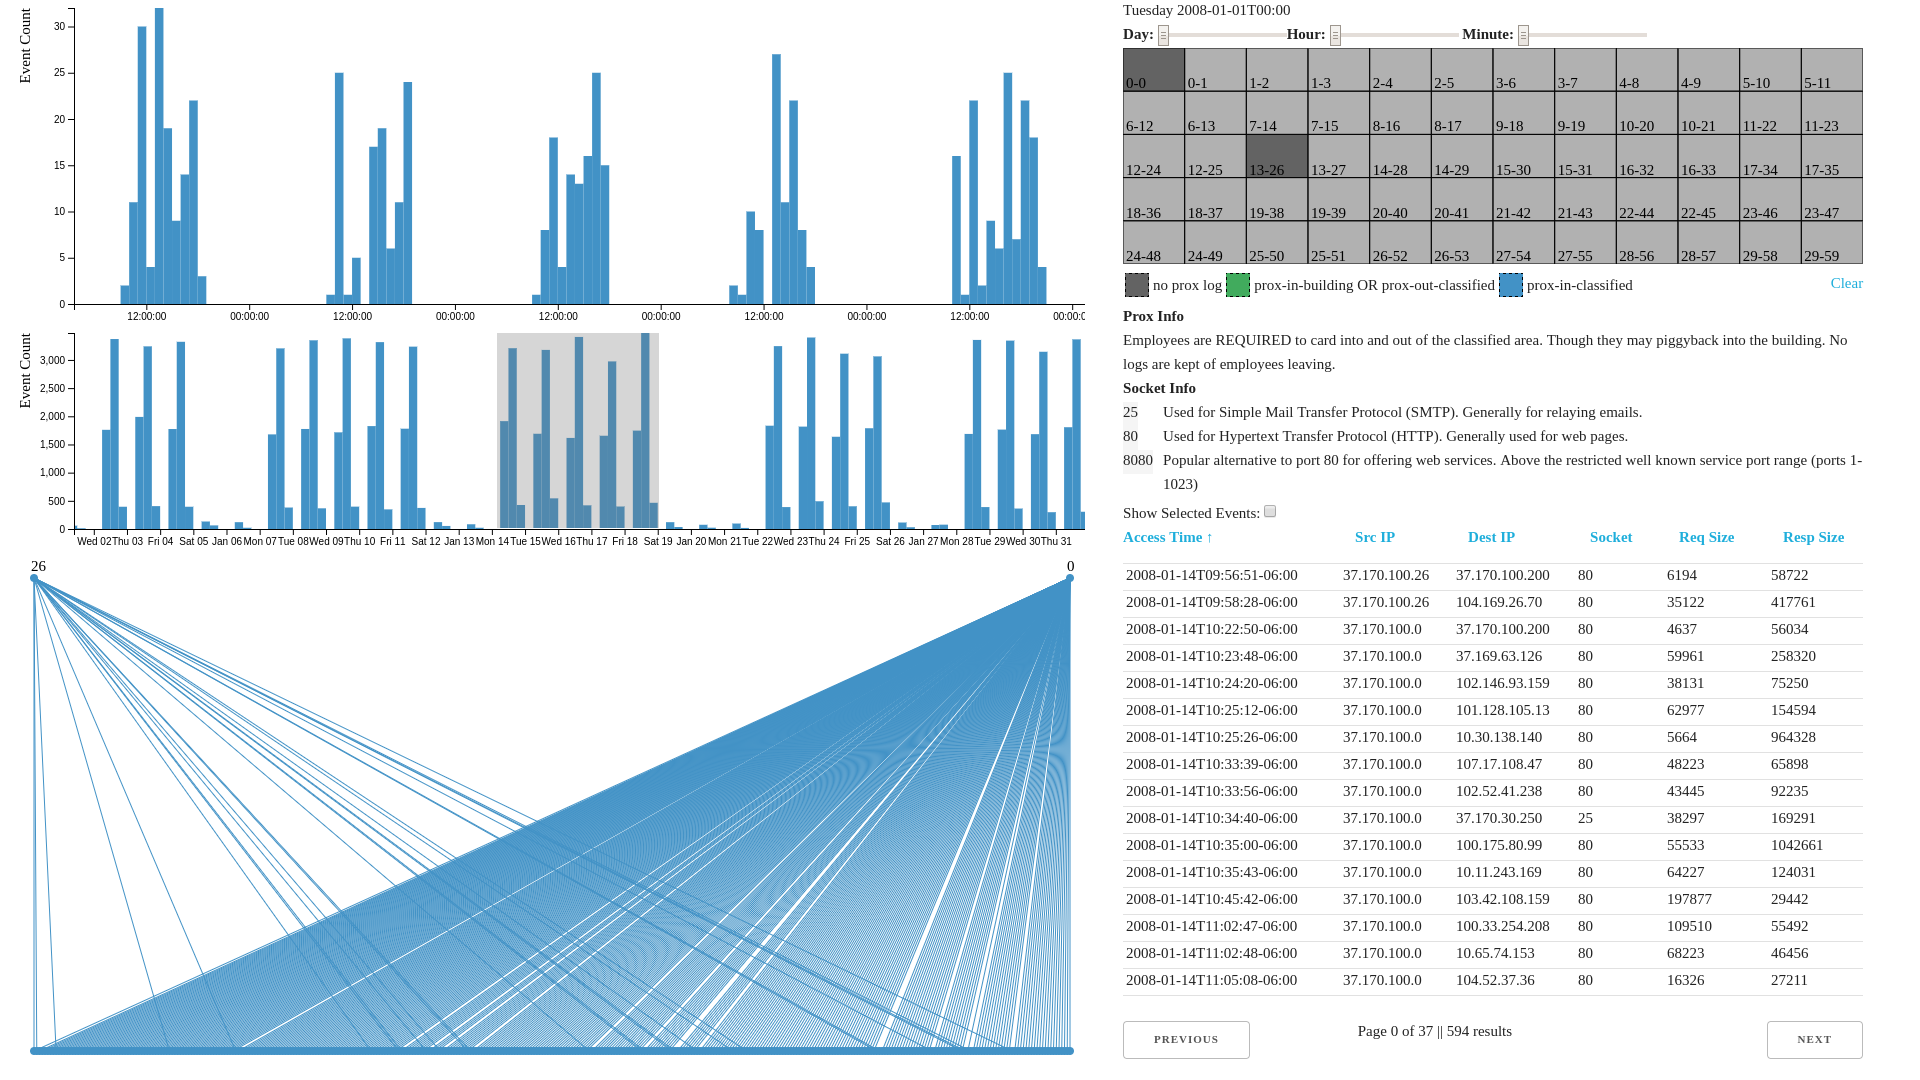 Event Count
30
25
20
15
10
5
0
12:00:00 00:00:00 12:00:00 00:00:00 12:00:00 00:00:00 12:00:00 00:00:00 12:00:00 00:00:0
Event Count
3,000
2,500
2,000
1,500
1,000
500
0
Wed 02 Thu 03 Fri 04 Sat 05 Jan 06 Mon 07 Tue 08 Wed 09 Thu 10 Fri 11 Sat 12 Jan 13 Mon 14 Tue 15 Wed 16 Thu 17 Fri 18 Sat 19 Jan 20 Mon 21 Tue 22 Wed 23 Thu 24 Fri 25 Sat 26 Jan 27 Mon 28 Tue 29 Wed 30 Thu 31
26 0
Tuesday 2008-01-01T00:00
Day: Hour: Minute:
0-0 0-1 1-2 1-3 2-4 2-5 3-6 3-7 4-8 4-9 5-10 5-11
6-12 6-13 7-14 7-15 8-16 8-17 9-18 9-19 10-20 10-21 11-22 11-23
12-24 12-25 13-26 13-27 14-28 14-29 15-30 15-31 16-32 16-33 17-34 17-35
18-36 18-37 19-38 19-39 20-40 20-41 21-42 21-43 22-44 22-45 23-46 23-47
24-48 24-49 25-50 25-51 26-52 26-53 27-54 27-55 28-56 28-57 29-58 29-59
no prox log prox-in-building OR prox-out-classified prox-in-classified Clear
Prox Info
Employees are REQUIRED to card into and out of the classified area. Though they may piggyback into the building. No
logs are kept of employees leaving.
Socket Info
25 Used for Simple Mail Transfer Protocol (SMTP). Generally for relaying emails.
80 Used for Hypertext Transfer Protocol (HTTP). Generally used for web pages.
8080 Popular alternative to port 80 for offering web services. Above the restricted well known service port range (ports 1-
1023)
Show Selected Events:
Access Time ↑ Src IP Dest IP Socket Req Size Resp Size
2008-01-14T09:56:51-06:00 37.170.100.26 37.170.100.200 80 6194 58722
2008-01-14T09:58:28-06:00 37.170.100.26 104.169.26.70 80 35122 417761
2008-01-14T10:22:50-06:00 37.170.100.0 37.170.100.200 80 4637 56034
2008-01-14T10:23:48-06:00 37.170.100.0 37.169.63.126 80 59961 258320
2008-01-14T10:24:20-06:00 37.170.100.0 102.146.93.159 80 38131 75250
2008-01-14T10:25:12-06:00 37.170.100.0 101.128.105.13 80 62977 154594
2008-01-14T10:25:26-06:00 37.170.100.0 10.30.138.140 80 5664 964328
2008-01-14T10:33:39-06:00 37.170.100.0 107.17.108.47 80 48223 65898
2008-01-14T10:33:56-06:00 37.170.100.0 102.52.41.238 80 43445 92235
2008-01-14T10:34:40-06:00 37.170.100.0 37.170.30.250 25 38297 169291
2008-01-14T10:35:00-06:00 37.170.100.0 100.175.80.99 80 55533 1042661
2008-01-14T10:35:43-06:00 37.170.100.0 10.11.243.169 80 64227 124031
2008-01-14T10:45:42-06:00 37.170.100.0 103.42.108.159 80 197877 29442
2008-01-14T11:02:47-06:00 37.170.100.0 100.33.254.208 80 109510 55492
2008-01-14T11:02:48-06:00 37.170.100.0 10.65.74.153 80 68223 46456
2008-01-14T11:05:08-06:00 37.170.100.0 104.52.37.36 80 16326 27211
PREVIOUS Page 0 of 37 || 594 results NEXT